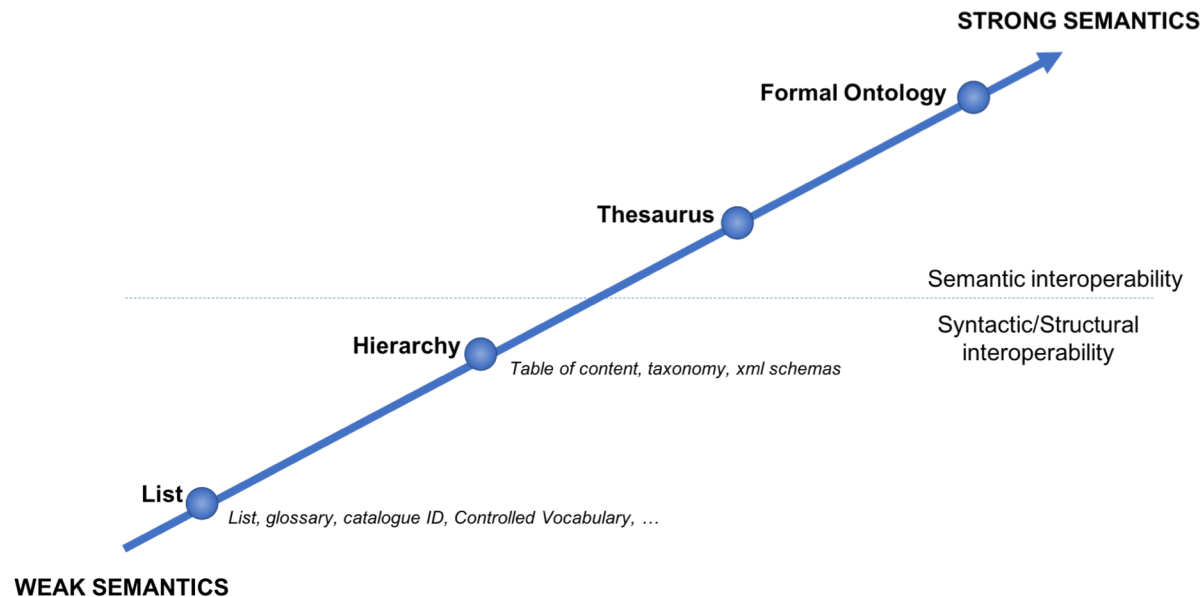 STRONG SEMANTICS
Formal Ontology
Thesaurus
Semantic interoperability
Syntactic/Structural
interoperability
Hierarchy
Table of content, taxonomy, xml schemas
List
List, glossary, catalogue ID, Controlled Vocabulary, …
WEAK SEMANTICS